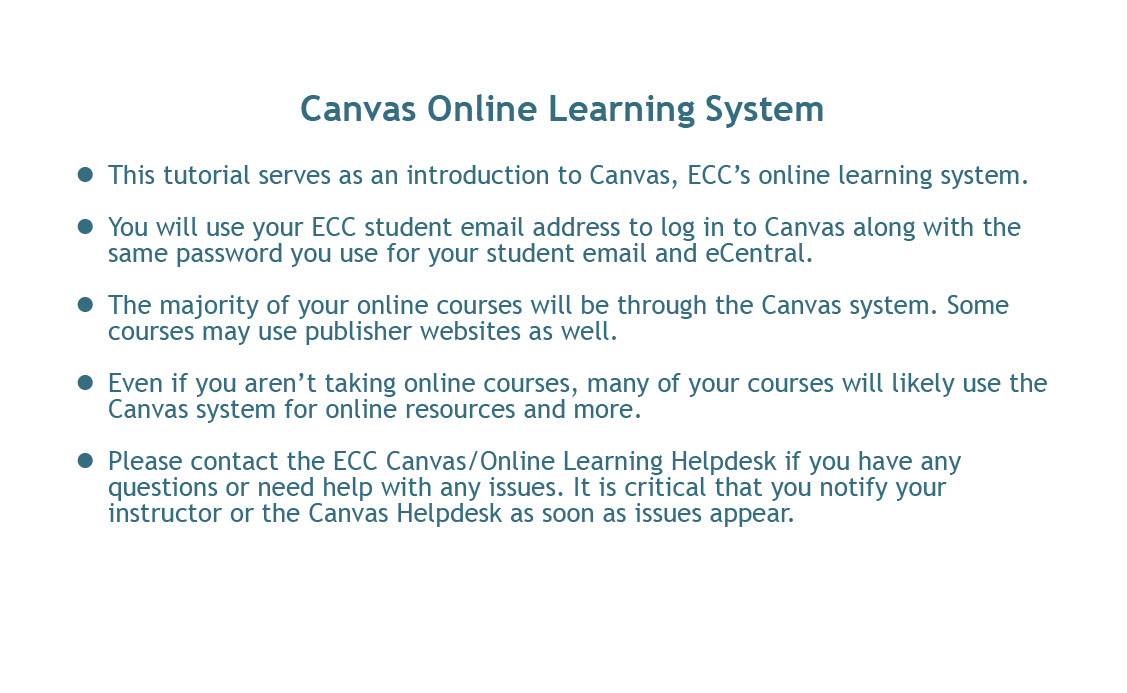 Canvas Online Learning System
● This tutorial serves as an introduction to Canvas, ECC’s online learning system.
● You will use your ECC student email address to log in to Canvas along with the
same password you use for your student email and eCentral.
● The majority of your online courses will be through the Canvas system. Some
courses may use publisher websites as well.
● Even if you aren’t taking online courses, many of your courses will likely use the
Canvas system for online resources and more.
● Please contact the ECC Canvas/Online Learning Helpdesk if you have any
questions or need help with any issues. It is critical that you notify your
instructor or the Canvas Helpdesk as soon as issues appear.